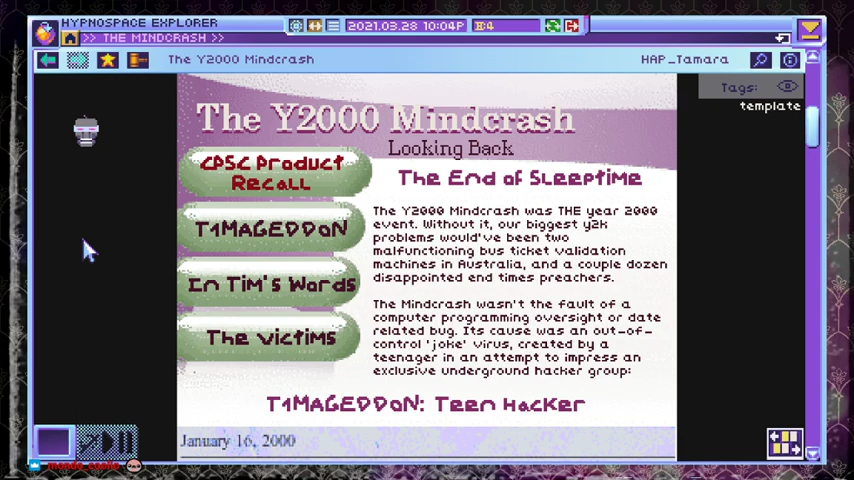 HYPNOSPACE EXPLORER
2021.03.28 10:04P
E:4
>> THE MINDCRASH >>
The Y2000 Mindcrash
HAP_Tamara
Tags:
template
The Y2000 Mindcrash
Looking Back
CPSC Product
Recall
T1MAGEDDON
In Tim's Words
The Victims
The End of Sleeptime
The Y2000 Mindcrash was THE year 2000
event. Without it, our biggest y2k
problems would've been two
malfunctioning bus ticket validation
machines in Australia, and a couple dozen
disappointed end times preachers.
The Mindcrash wasn't the fault of a
computer programming oversight or date
related bug. Its cause was an out-of-
control 'joke' virus, created by a
teenager in an attempt to impress an
exclusive underground hacker group:
T1MAGEDDON: Teen Hacker
January 16, 2000